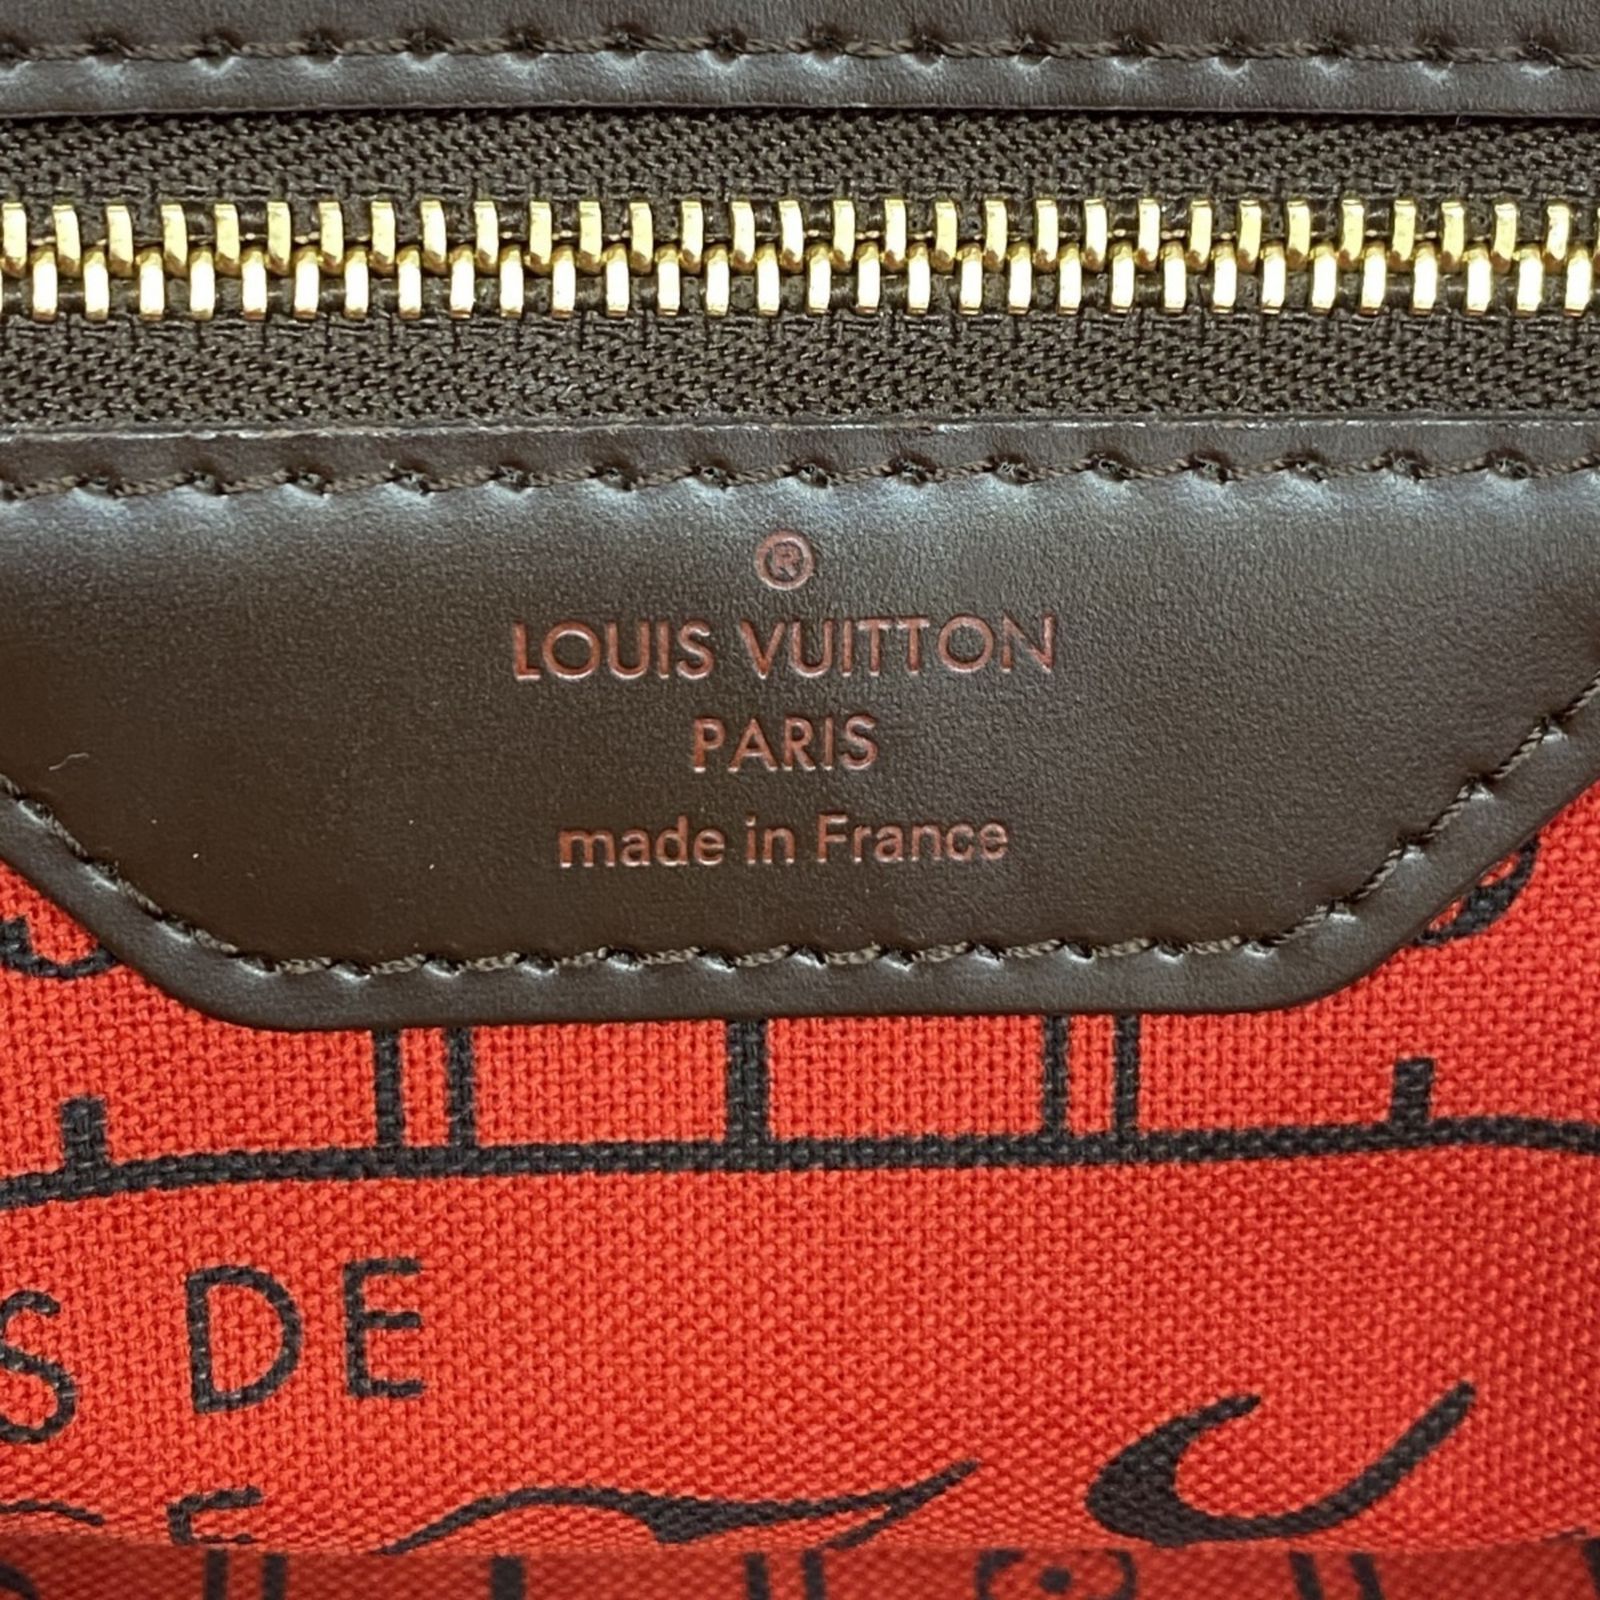 ®
LOUIS VUITTON
PARIS
made in France
S DE